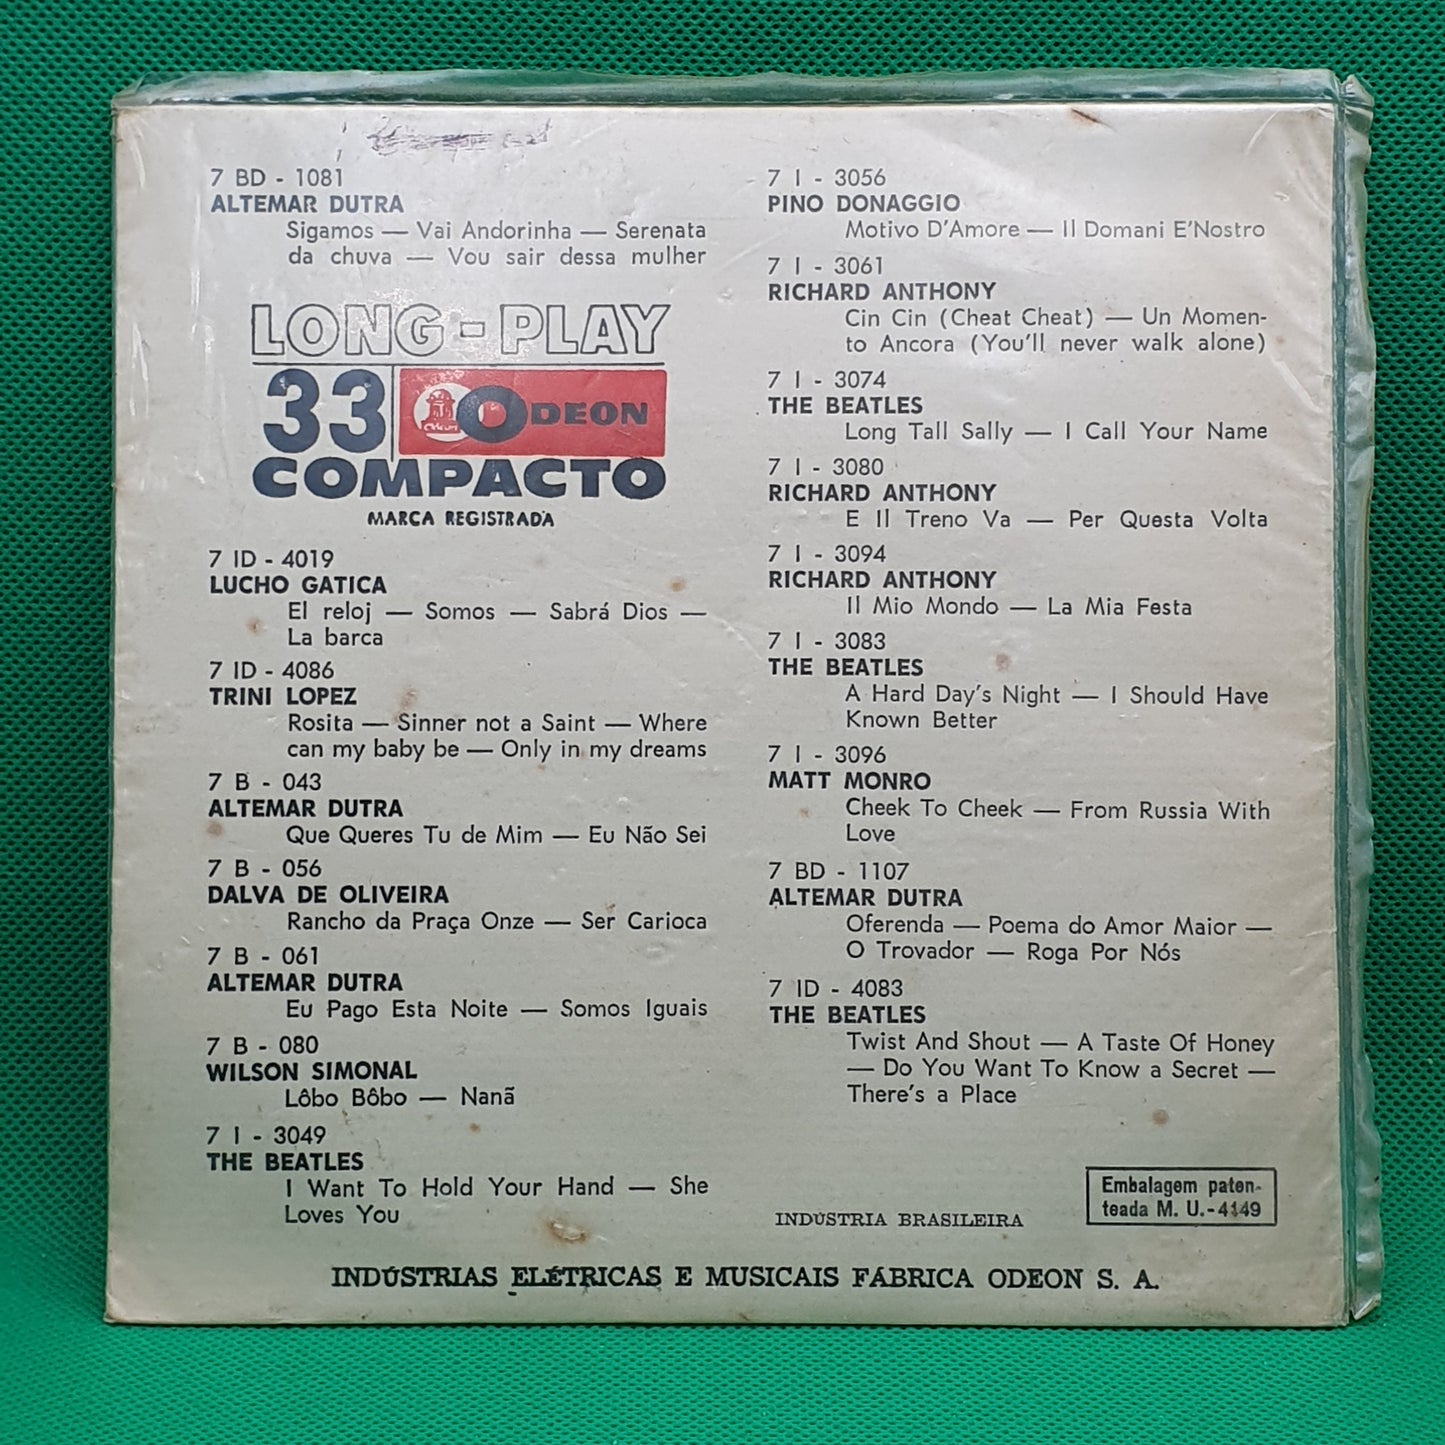 7 BD - 1081
ALTEMAR DUTRA
Sigamos — Vai Andorinha — Serenata
da chuva — Vou sair dessa mulher
LONG-PLAY
33 ODEON
COMPACTO
MARCA REGISTRADA
7 ID - 4019
LUCHO GATICA
El reloj — Somos — Sabrá Dios —
La barca
7 ID - 4086
TRINI LOPEZ
Rosita — Sinner not a Saint — Where
can my baby be — Only in my dreams
7 B - 043
ALTEMAR DUTRA
Que Queres Tu de Mim — Eu Não Sei
7 B - 056
DALVA DE OLIVEIRA
Rancho da Praça Onze — Ser Carioca
7 B - 061
ALTEMAR DUTRA
Eu Pago Esta Noite — Somos Iguais
7 B - 080
WILSON SIMONAL
Lôbo Bôbo — Nanã
7 I - 3049
THE BEATLES
I Want To Hold Your Hand — She
Loves You
7 I - 3056
PINO DONAGGIO
Motivo D'Amore — Il Domani E'Nostro
7 I - 3061
RICHARD ANTHONY
Cin Cin (Cheat Cheat) — Un Momen-
to Ancora (You'll never walk alone)
7 I - 3074
THE BEATLES
Long Tall Sally — I Call Your Name
7 I - 3080
RICHARD ANTHONY
E Il Treno Va — Per Questa Volta
7 I - 3094
RICHARD ANTHONY
Il Mio Mondo — La Mia Festa
7 I - 3083
THE BEATLES
A Hard Day's Night — I Should Have
Known Better
7 I - 3096
MATT MONRO
Cheek To Cheek — From Russia With
Love
7 BD - 1107
ALTEMAR DUTRA
Oferenda — Poema do Amor Maior —
O Trovador — Roga Por Nós
7 ID - 4083
THE BEATLES
Twist And Shout — A Taste Of Honey
— Do You Want To Know a Secret —
There's a Place
INDÚSTRIA BRASILEIRA
Embalagem paten-
teada M. U.-4149
INDÚSTRIAS ELÉTRICAS E MUSICAIS FÁBRICA ODEON S. A.